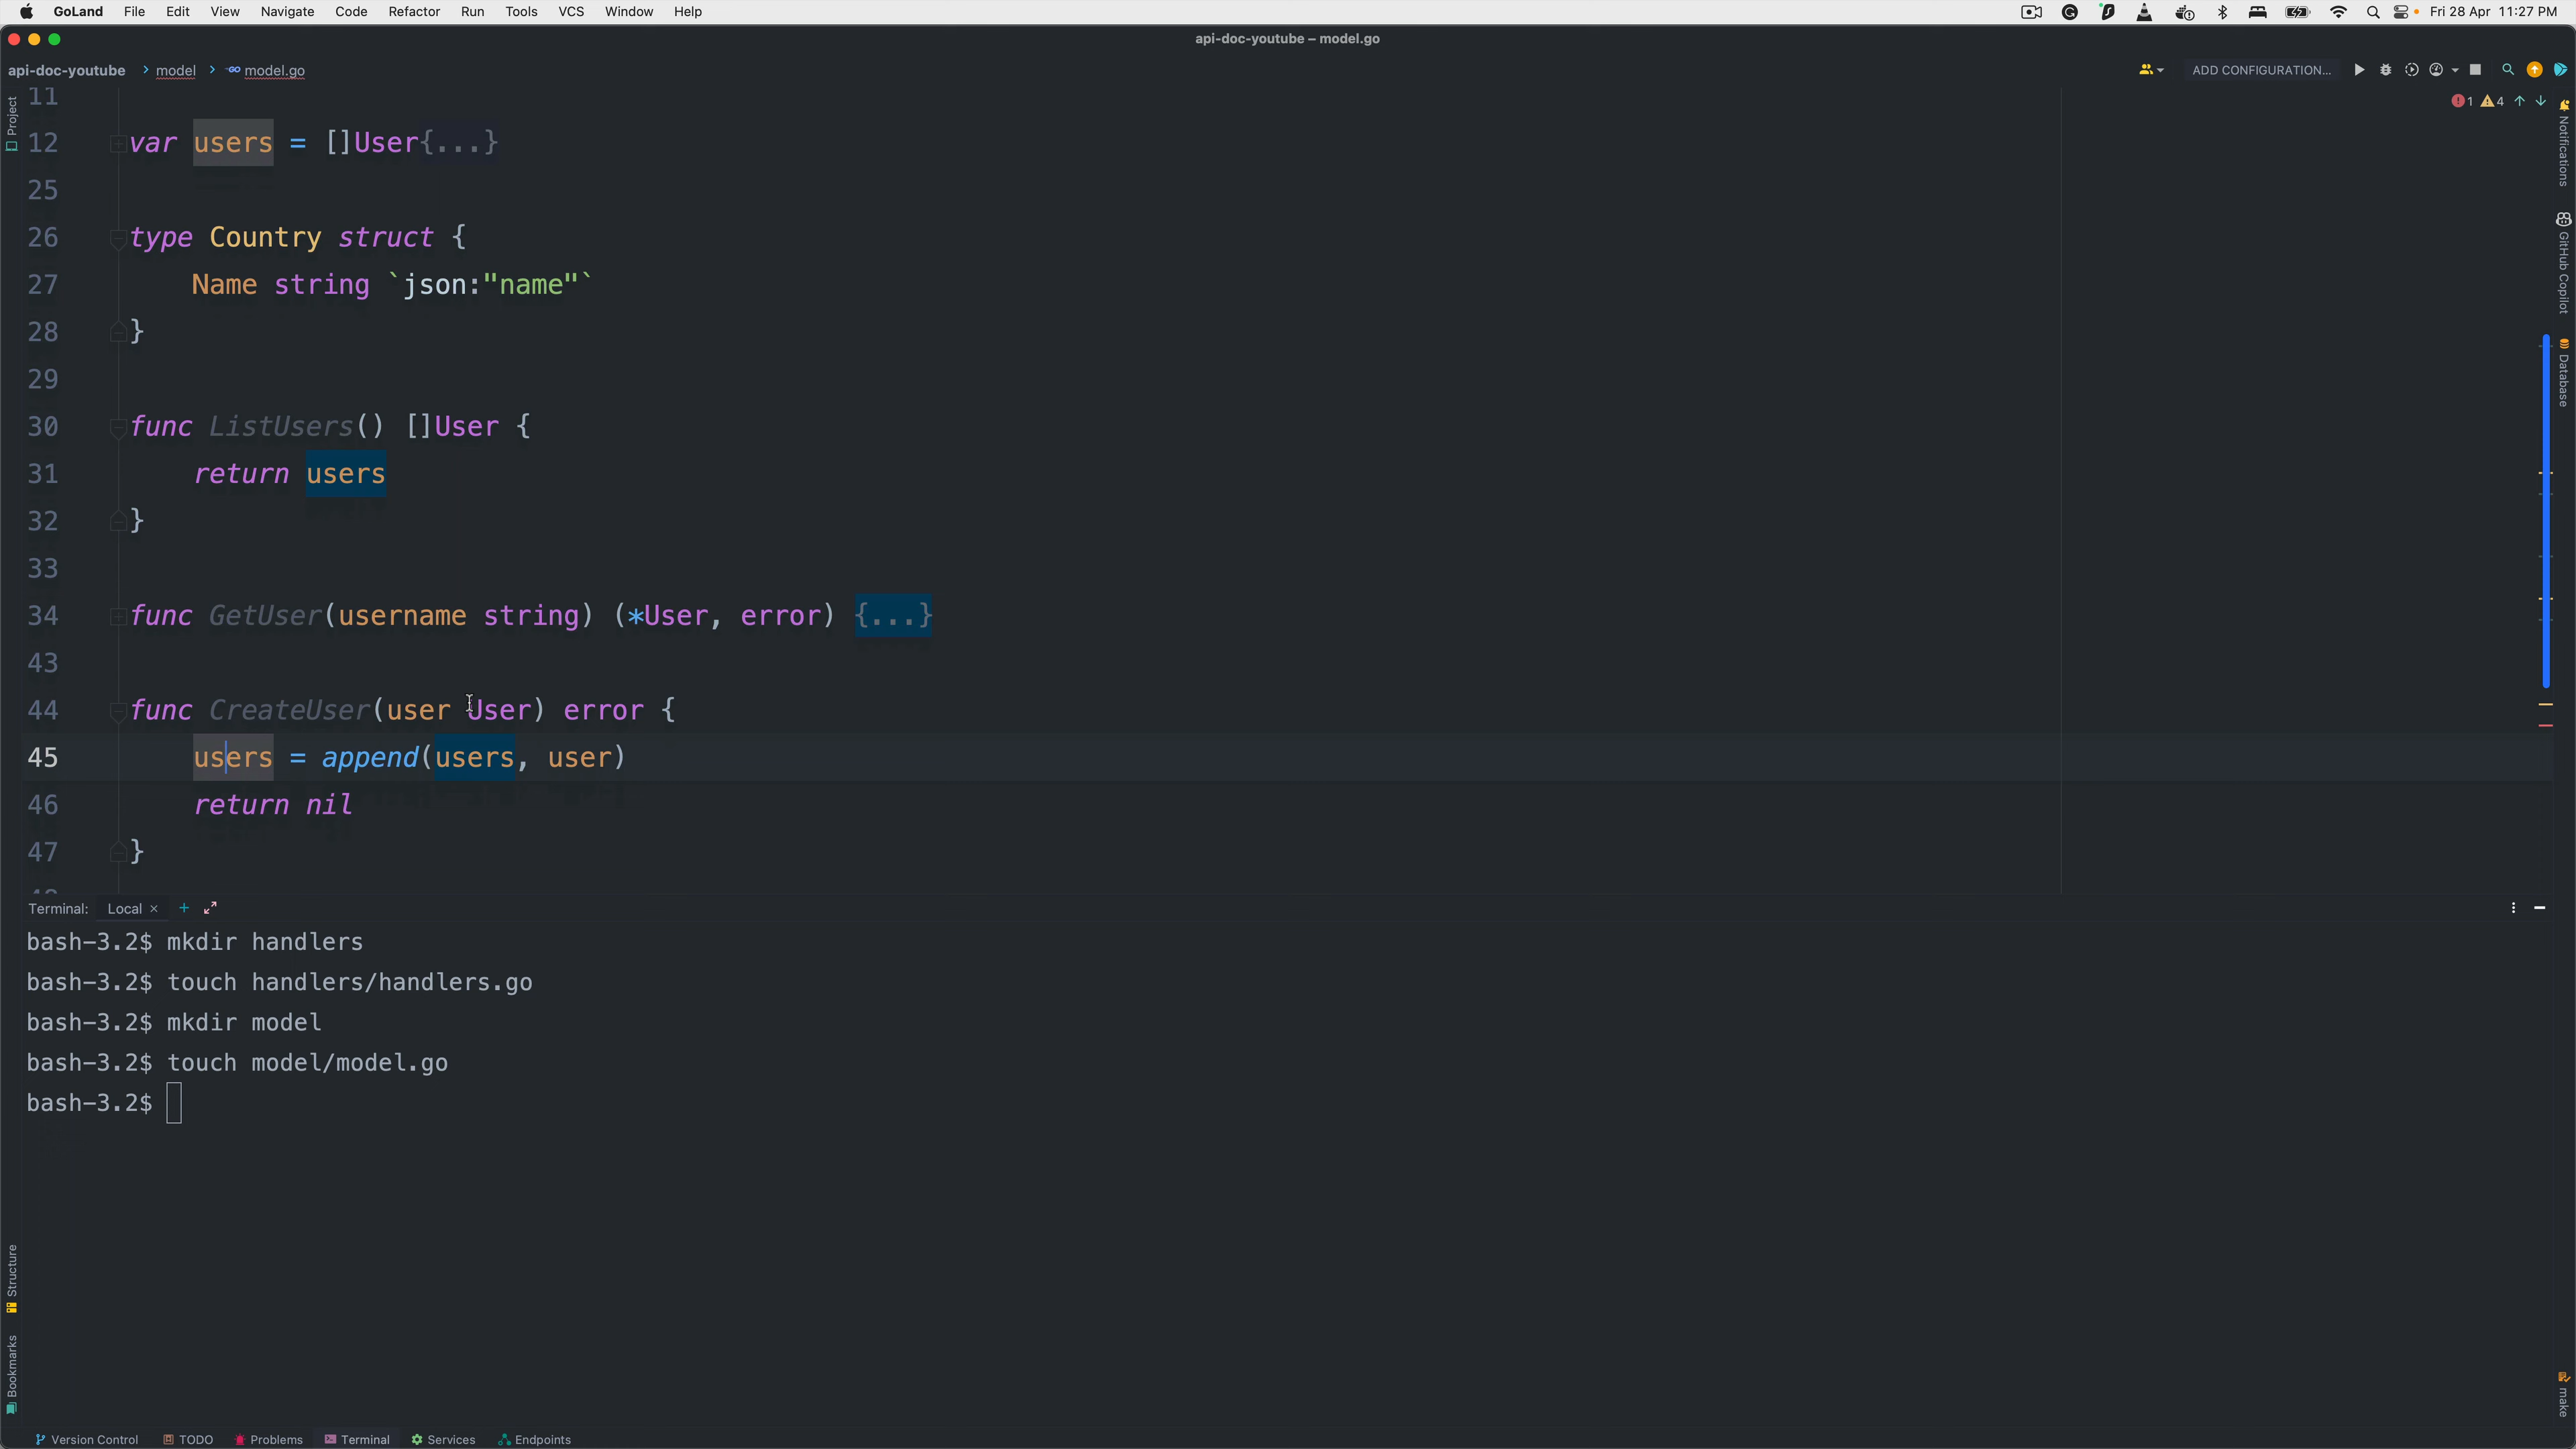 GoLand File Edit View Navigate Code Refactor Run Tools VCS Window Help Fri 28 Apr 11:27 PM
api-doc-youtube – model.go
api-doc-youtube model model.go ADD CONFIGURATION...
1 4
Project
Notifications
GitHub Copilot
Database
11
12 var users = []User{...}
25
26 type Country struct {
27 Name string `json:"name"`
28 }
29
30 func ListUsers() []User {
31 return users
32 }
33
34 func GetUser(username string) (*User, error) {...}
43
44 func CreateUser(user User) error {
45 users = append(users, user)
46 return nil
47 }
Terminal: Local
bash-3.2$ mkdir handlers
bash-3.2$ touch handlers/handlers.go
bash-3.2$ mkdir model
bash-3.2$ touch model/model.go
bash-3.2$
Structure
Bookmarks
make
Version Control TODO Problems Terminal Services Endpoints